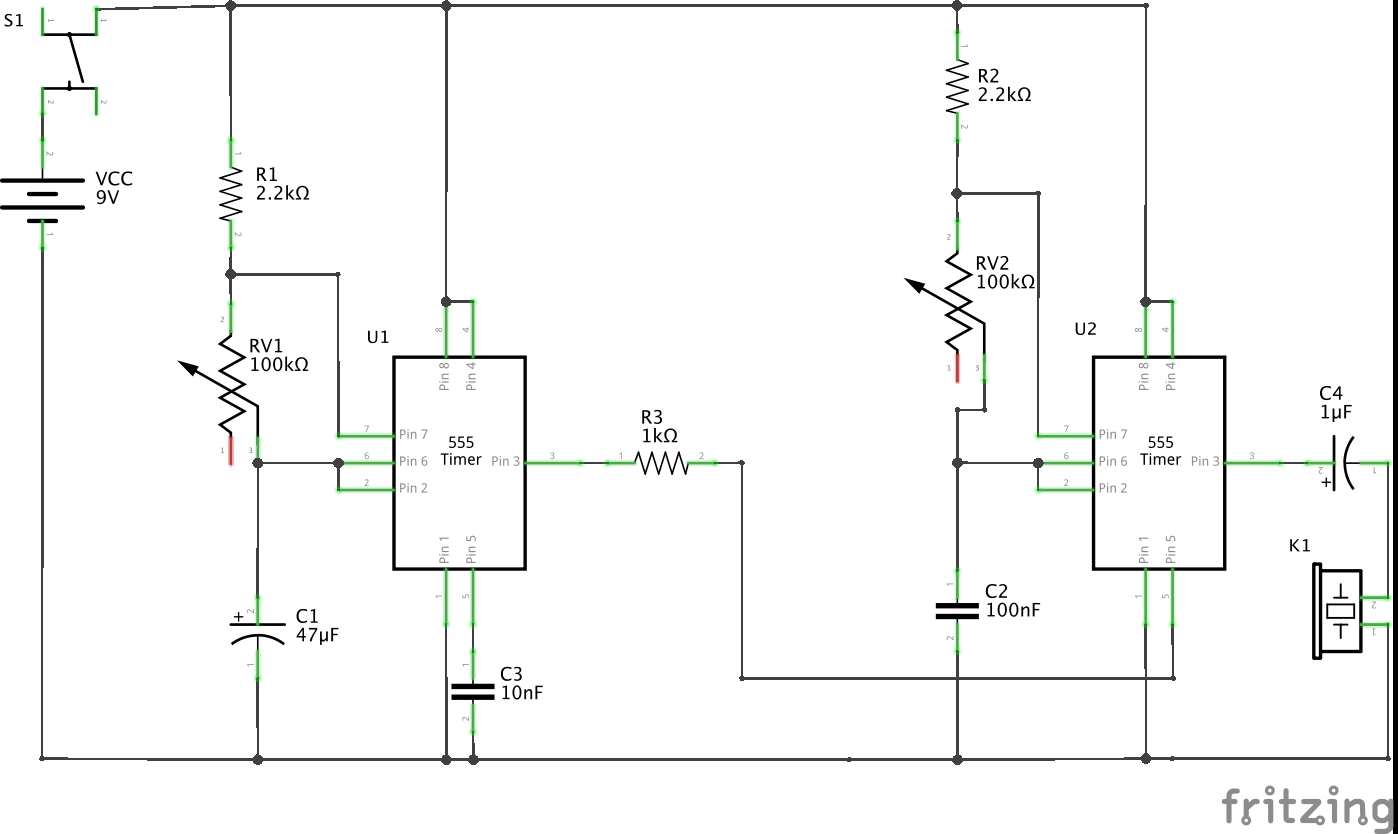 S1
1
1
2
2
2
VCC
9V
1
1
R1
2.2kΩ
2
2
RV1
100kΩ
1
3
U1
8
4
Pin 8
Pin 4
7
Pin 7
6
Pin 6
2
Pin 2
555
Timer
Pin 3
3
Pin 1
Pin 5
1
5
R3
1kΩ
1
2
2
C1
47µF
1
+
1
C3
10nF
2
1
R2
2.2kΩ
2
2
RV2
100kΩ
1
3
U2
8
4
Pin 8
Pin 4
7
Pin 7
6
Pin 6
2
Pin 2
555
Timer
Pin 3
3
Pin 1
Pin 5
1
5
1
C2
100nF
2
C4
1µF
2
1
+
K1
2
1
fritzing